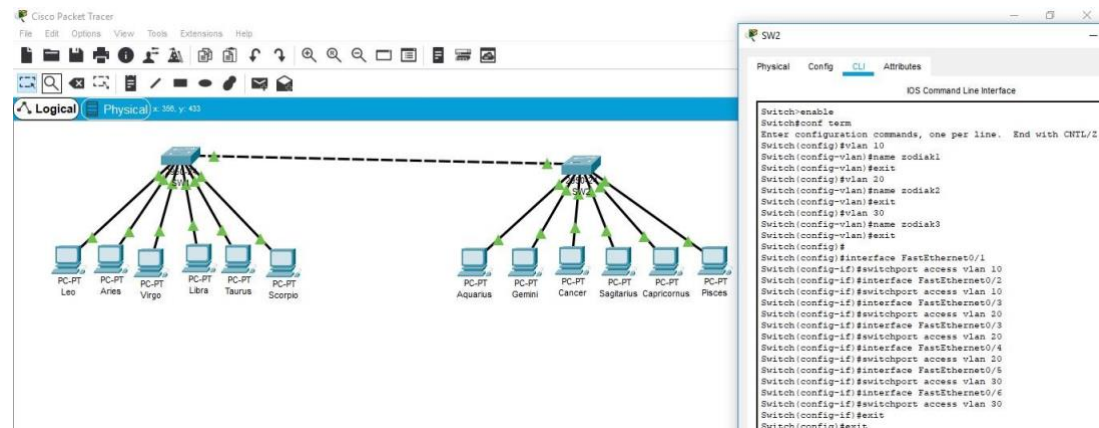 Cisco Packet Tracer
File Edit Options View Tools Extensions Help
Logical Physical x: 356, y: 433
SW1
SW2
PC-PT
Leo
PC-PT
Aries
PC-PT
Virgo
PC-PT
Libra
PC-PT
Taurus
PC-PT
Scorpio
PC-PT
Aquarius
PC-PT
Gemini
PC-PT
Cancer
PC-PT
Sagitarius
PC-PT
Capricornus
PC-PT
Pisces
SW2
Physical Config CLI Attributes
IOS Command Line Interface
Switch>enable
Switch#conf term
Enter configuration commands, one per line. End with CNTL/Z
Switch(config)#vlan 10
Switch(config-vlan)#name zodiak1
Switch(config-vlan)#exit
Switch(config)#vlan 20
Switch(config-vlan)#name zodiak2
Switch(config-vlan)#exit
Switch(config)#vlan 30
Switch(config-vlan)#name zodiak3
Switch(config-vlan)#exit
Switch(config)#
Switch(config)#interface FastEthernet0/1
Switch(config-if)#switchport access vlan 10
Switch(config-if)#interface FastEthernet0/2
Switch(config-if)#switchport access vlan 10
Switch(config-if)#interface FastEthernet0/3
Switch(config-if)#switchport access vlan 20
Switch(config-if)#interface FastEthernet0/3
Switch(config-if)#switchport access vlan 20
Switch(config-if)#interface FastEthernet0/4
Switch(config-if)#switchport access vlan 20
Switch(config-if)#interface FastEthernet0/5
Switch(config-if)#switchport access vlan 30
Switch(config-if)#interface FastEthernet0/6
Switch(config-if)#switchport access vlan 30
Switch(config-if)#exit
Switch(config)#exit